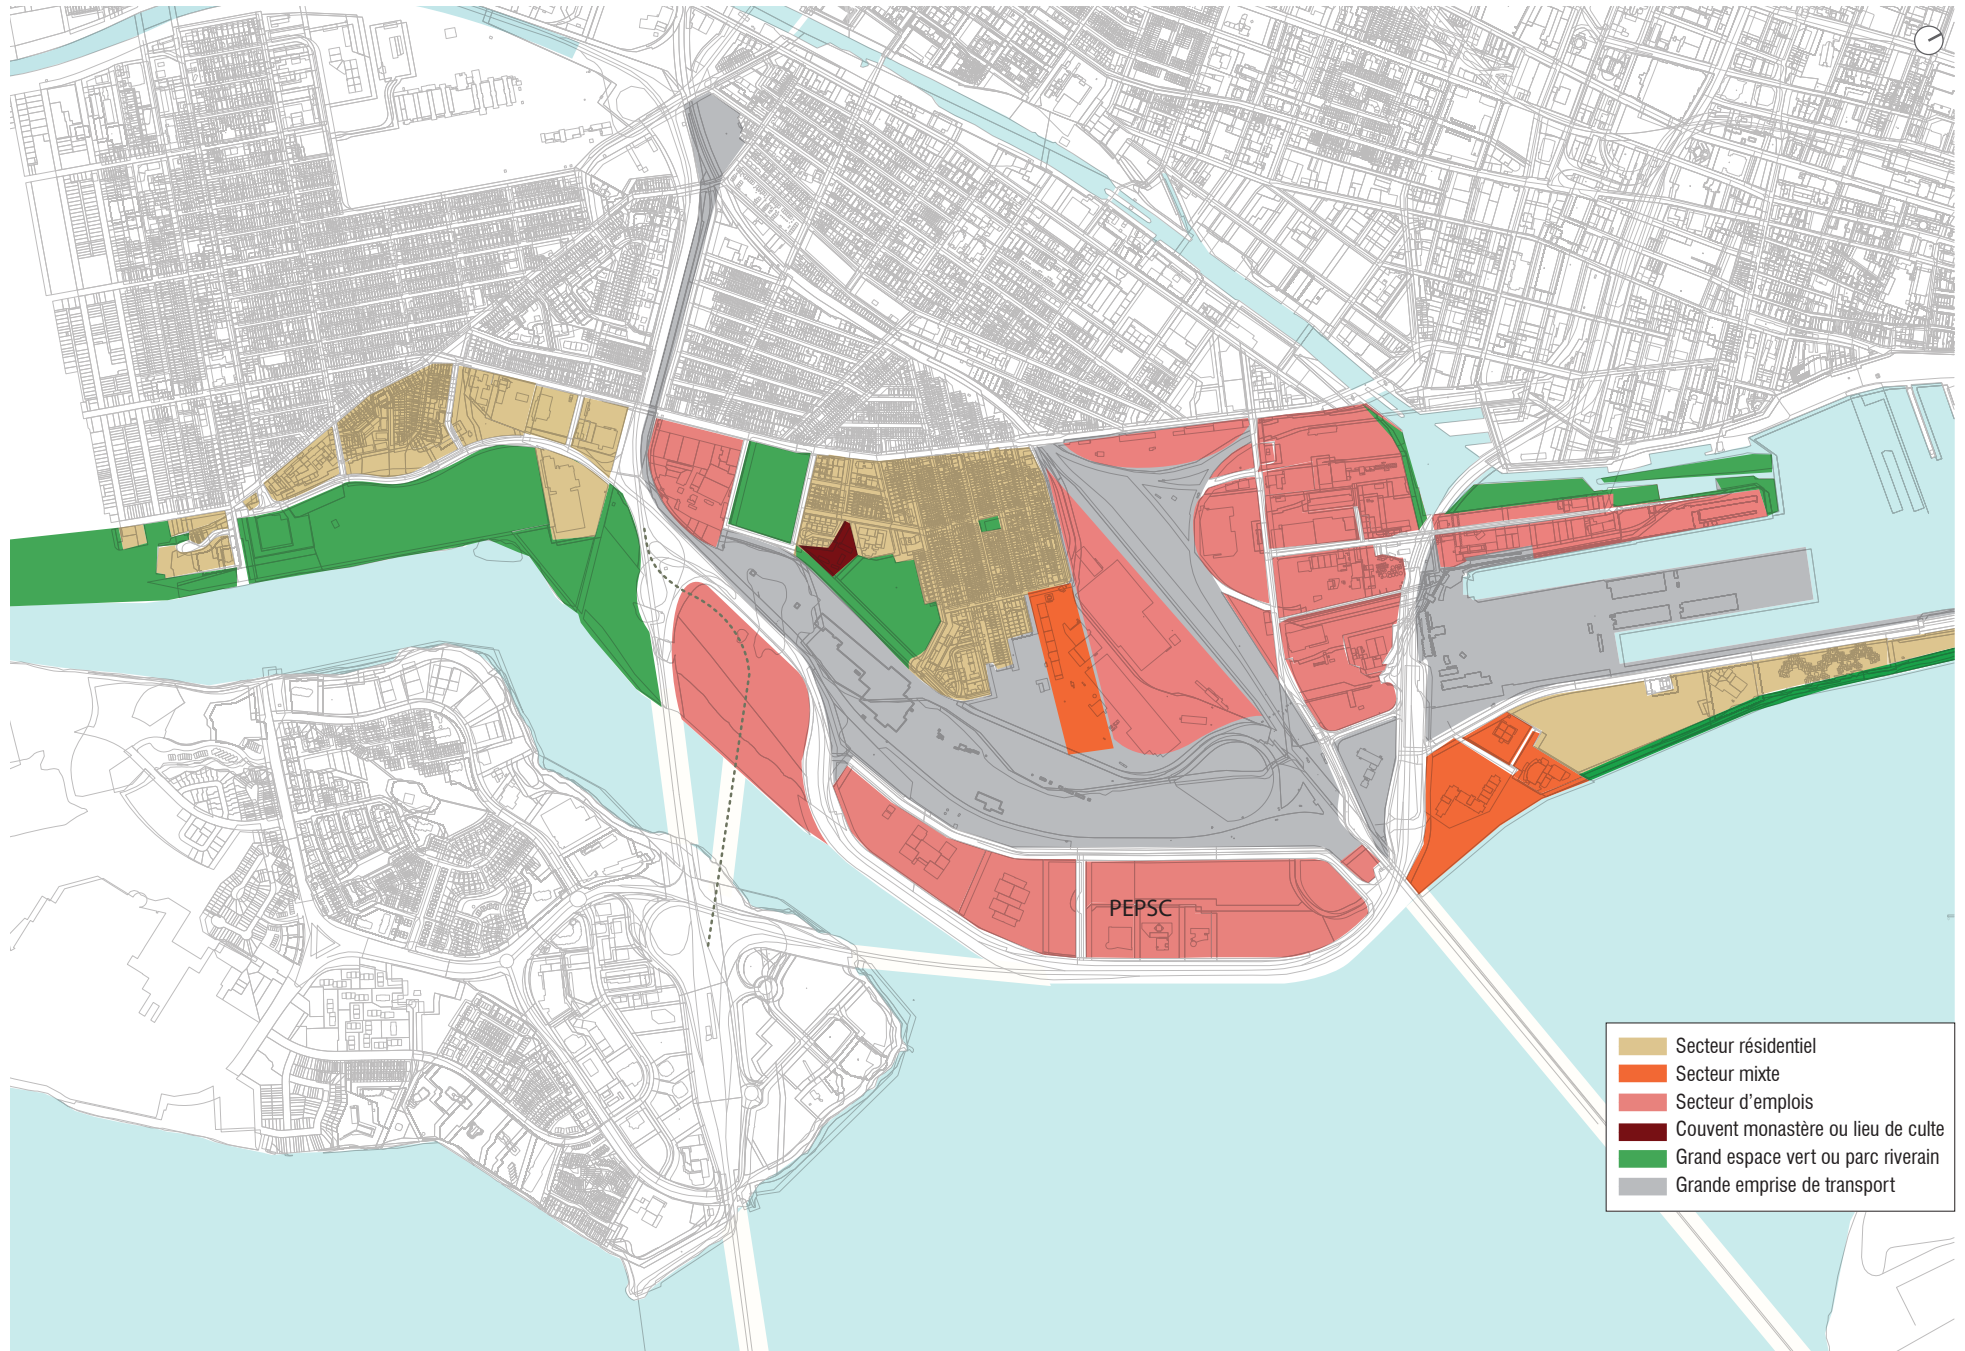 PEPSC
Secteur résidentiel
Secteur mixte
Secteur d'emplois
Couvent monastère ou lieu de culte
Grand espace vert ou parc riverain
Grande emprise de transport